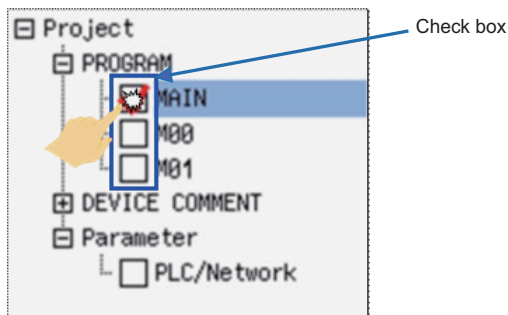 Project
Check box
PROGRAM
MAIN
M00
M01
DEVICE COMMENT
Parameter
PLC/Network